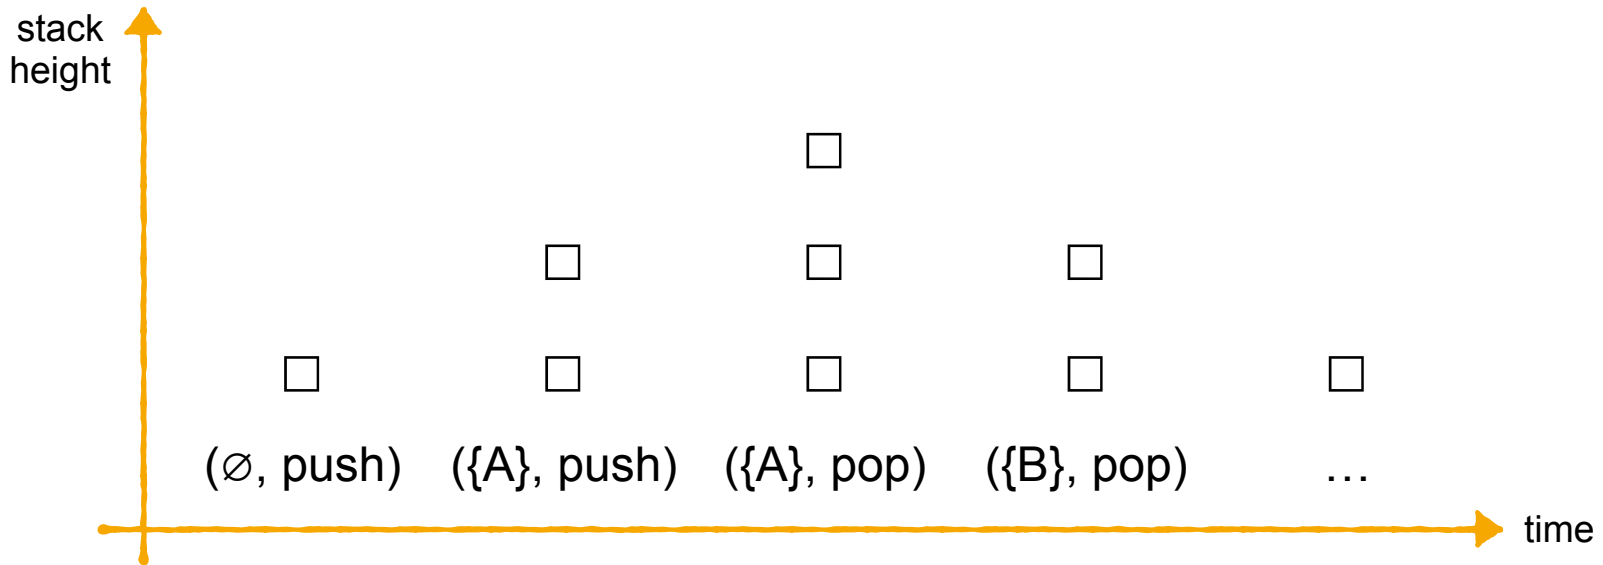 stack
height
(∅, push) ({A}, push) ({A}, pop) ({B}, pop) …
time